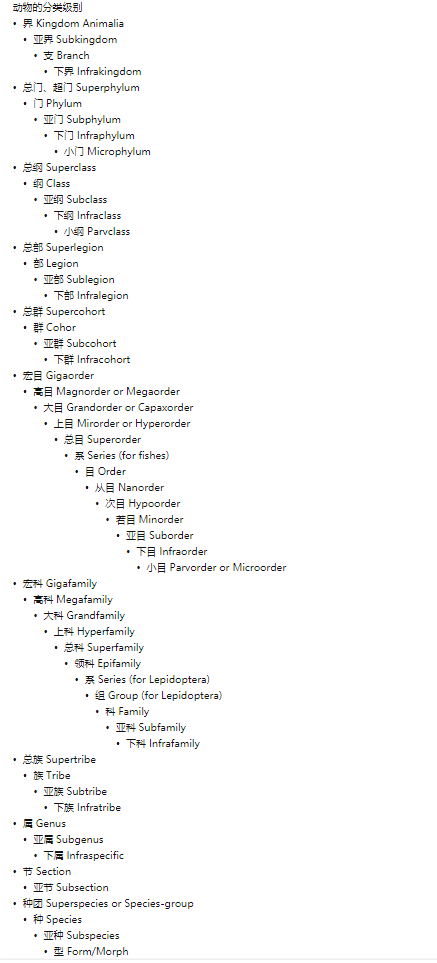 动物的分类级别
• 界 Kingdom Animalia
• 亚界 Subkingdom
• 支 Branch
• 下界 Infrakingdom
• 总门、超门 Superphylum
• 门 Phylum
• 亚门 Subphylum
• 下门 Infraphylum
• 小门 Microphylum
• 总纲 Superclass
• 纲 Class
• 亚纲 Subclass
• 下纲 Infraclass
• 小纲 Parvclass
• 总部 Superlegion
• 部 Legion
• 亚部 Sublegion
• 下部 Infralegion
• 总群 Supercohort
• 群 Cohor
• 亚群 Subcohort
• 下群 Infracohort
• 宏目 Gigaorder
• 高目 Magnorder or Megaorder
• 大目 Grandorder or Capaxorder
• 上目 Mirorder or Hyperorder
• 总目 Superorder
• 系 Series (for fishes)
• 目 Order
• 从目 Nanorder
• 次目 Hypoorder
• 若目 Minorder
• 亚目 Suborder
• 下目 Infraorder
• 小目 Parvorder or Microorder
• 宏科 Gigafamily
• 高科 Megafamily
• 大科 Grandfamily
• 上科 Hyperfamily
• 总科 Superfamily
• 领科 Epifamily
• 系 Series (for Lepidoptera)
• 组 Group (for Lepidoptera)
• 科 Family
• 亚科 Subfamily
• 下科 Infrafamily
• 总族 Supertribe
• 族 Tribe
• 亚族 Subtribe
• 下族 Infratribe
• 属 Genus
• 亚属 Subgenus
• 下属 Infraspecific
• 节 Section
• 亚节 Subsection
• 种团 Superspecies or Species-group
• 种 Species
• 亚种 Subspecies
• 型 Form/Morph